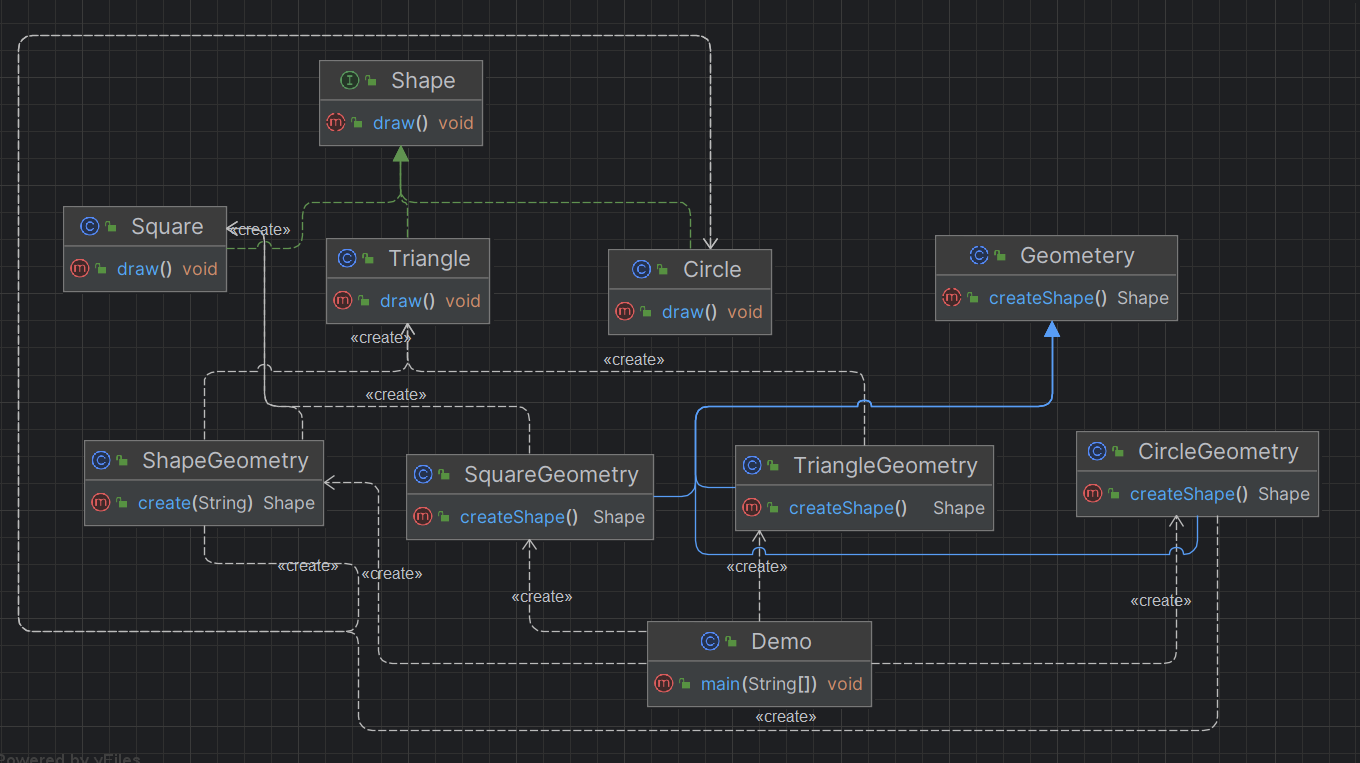 Shape
draw() void
Square
draw() void
«create»
Triangle
draw() void
Circle
draw() void
Geometery
createShape() Shape
«create»
«create»
«create»
ShapeGeometry
create(String) Shape
SquareGeometry
createShape() Shape
TriangleGeometry
createShape() Shape
CircleGeometry
createShape() Shape
«create»
«create»
«create»
«create»
«create»
Demo
main(String[]) void
«create»
Powered by yFiles